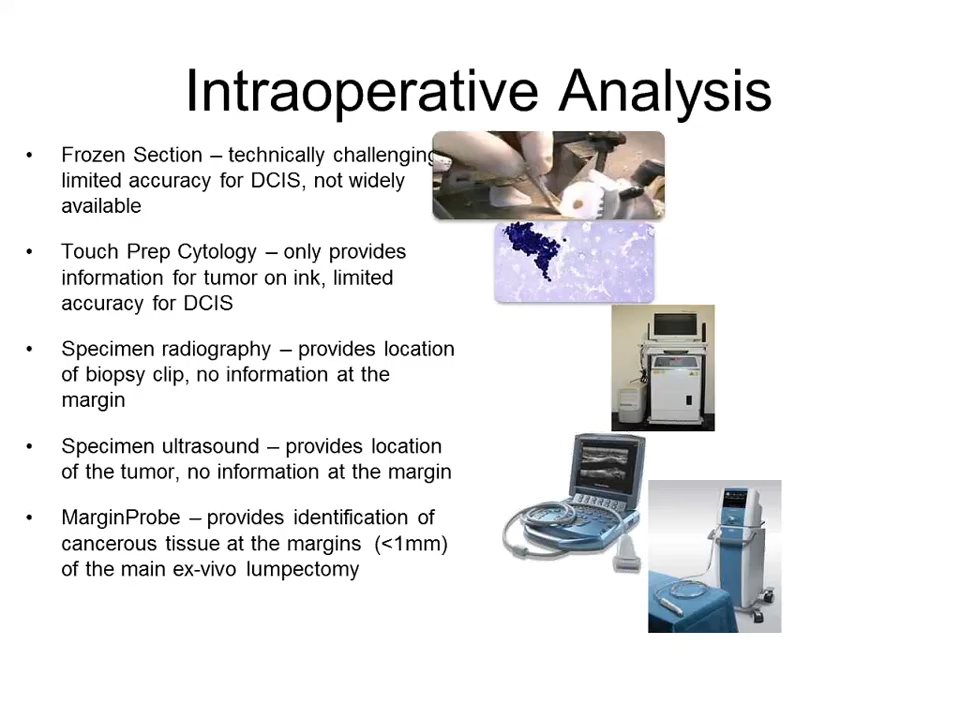 Intraoperative Analysis
• Frozen Section – technically challenging
limited accuracy for DCIS, not widely
available
• Touch Prep Cytology – only provides
information for tumor on ink, limited
accuracy for DCIS
• Specimen radiography – provides location
of biopsy clip, no information at the
margin
• Specimen ultrasound – provides location
of the tumor, no information at the margin
• MarginProbe – provides identification of
cancerous tissue at the margins (<1mm)
of the main ex-vivo lumpectomy